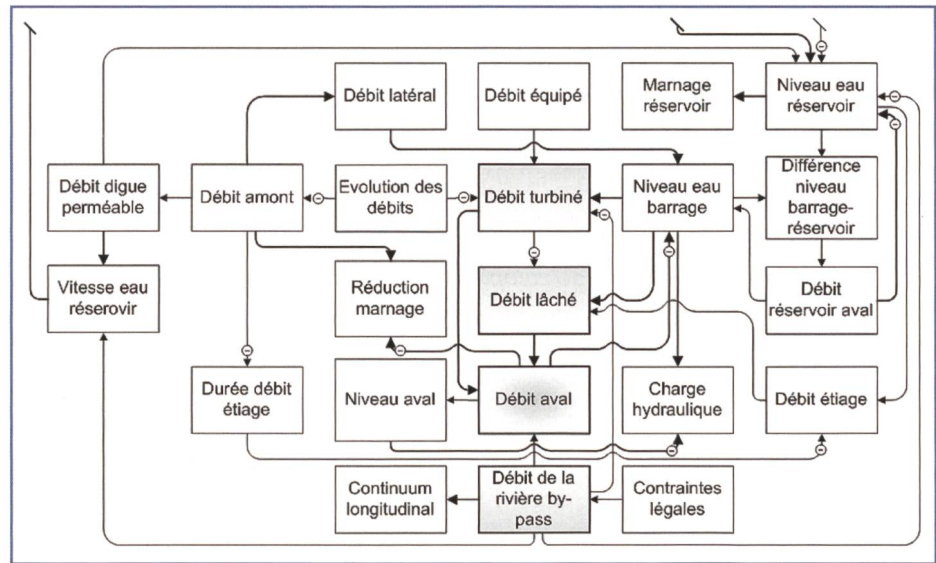 Débit latéral
Débit équipé
Marnage
réservoir
Niveau eau
réservoir
Débit digue
perméable
Débit amont
Evolution des
débits
Débit turbiné
Niveau eau
barrage
Différence
niveau
barrage-
réservoir
Vitesse eau
réserovir
Réduction
marnage
Débit lâché
Débit
réservoir aval
Durée débit
étiage
Niveau aval
Débit aval
Charge
hydraulique
Débit étiage
Continuum
longitudinal
Débit de la
rivière by-
pass
Contraintes
légales